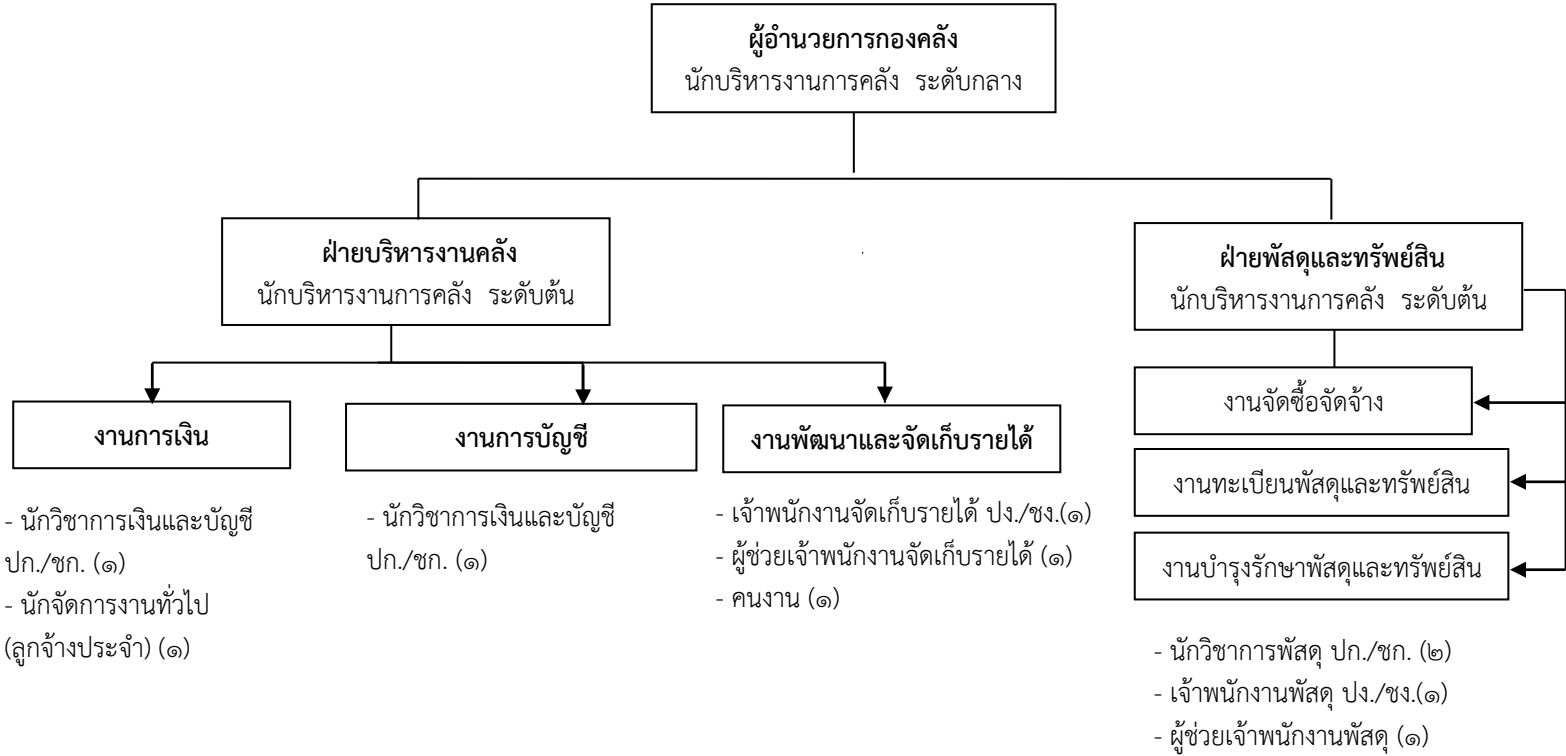 ผู้อำนวยการกองคลัง
นักบริหารงานการคลัง ระดับกลาง
ฝ่ายบริหารงานคลัง
นักบริหารงานการคลัง ระดับต้น
ฝ่ายพัสดุและทรัพย์สิน
นักบริหารงานการคลัง ระดับต้น
งานการเงิน
- นักวิชาการเงินและบัญชี
ปก./ชก. (๑)
- นักจัดการงานทั่วไป
(ลูกจ้างประจำ) (๑)
งานการบัญชี
- นักวิชาการเงินและบัญชี
ปก./ชก. (๑)
งานพัฒนาและจัดเก็บรายได้
- เจ้าพนักงานจัดเก็บรายได้ ปง./ชง.(๑)
- ผู้ช่วยเจ้าพนักงานจัดเก็บรายได้ (๑)
- คนงาน (๑)
งานจัดซื้อจัดจ้าง
งานทะเบียนพัสดุและทรัพย์สิน
งานบำรุงรักษาพัสดุและทรัพย์สิน
- นักวิชาการพัสดุ ปก./ชก. (๒)
- เจ้าพนักงานพัสดุ ปง./ชง.(๑)
- ผู้ช่วยเจ้าพนักงานพัสดุ (๑)